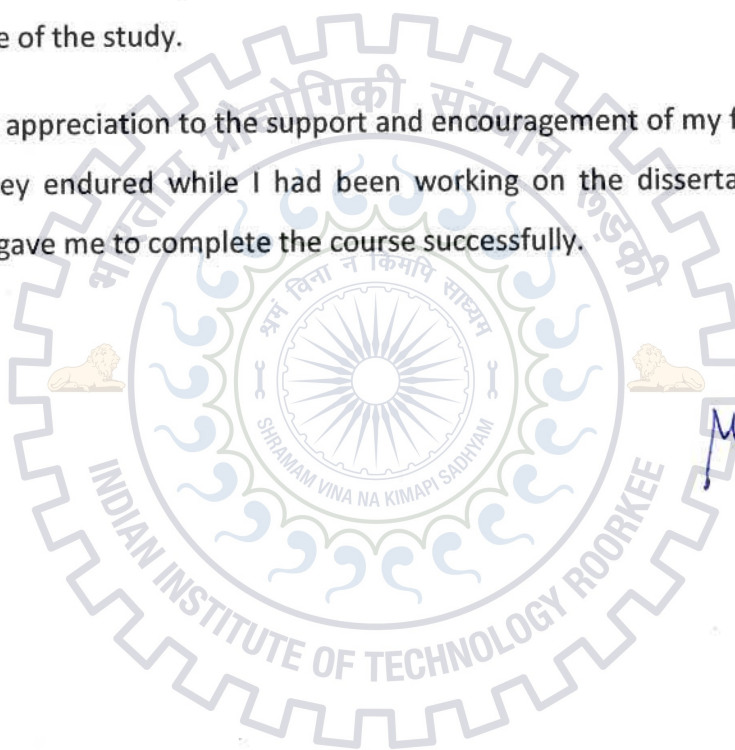 e of the study.
appreciation to the support and encouragement of my f
ey endured while I had been working on the disserta
gave me to complete the course successfully.
भारतीय प्रौद्योगिकी संस्थान रुड़की
श्रमं विना न किमपि साध्यम्
SHRAMAM VINA NA KIMAPI SADHYAM
INDIAN INSTITUTE OF TECHNOLOGY ROORKEE